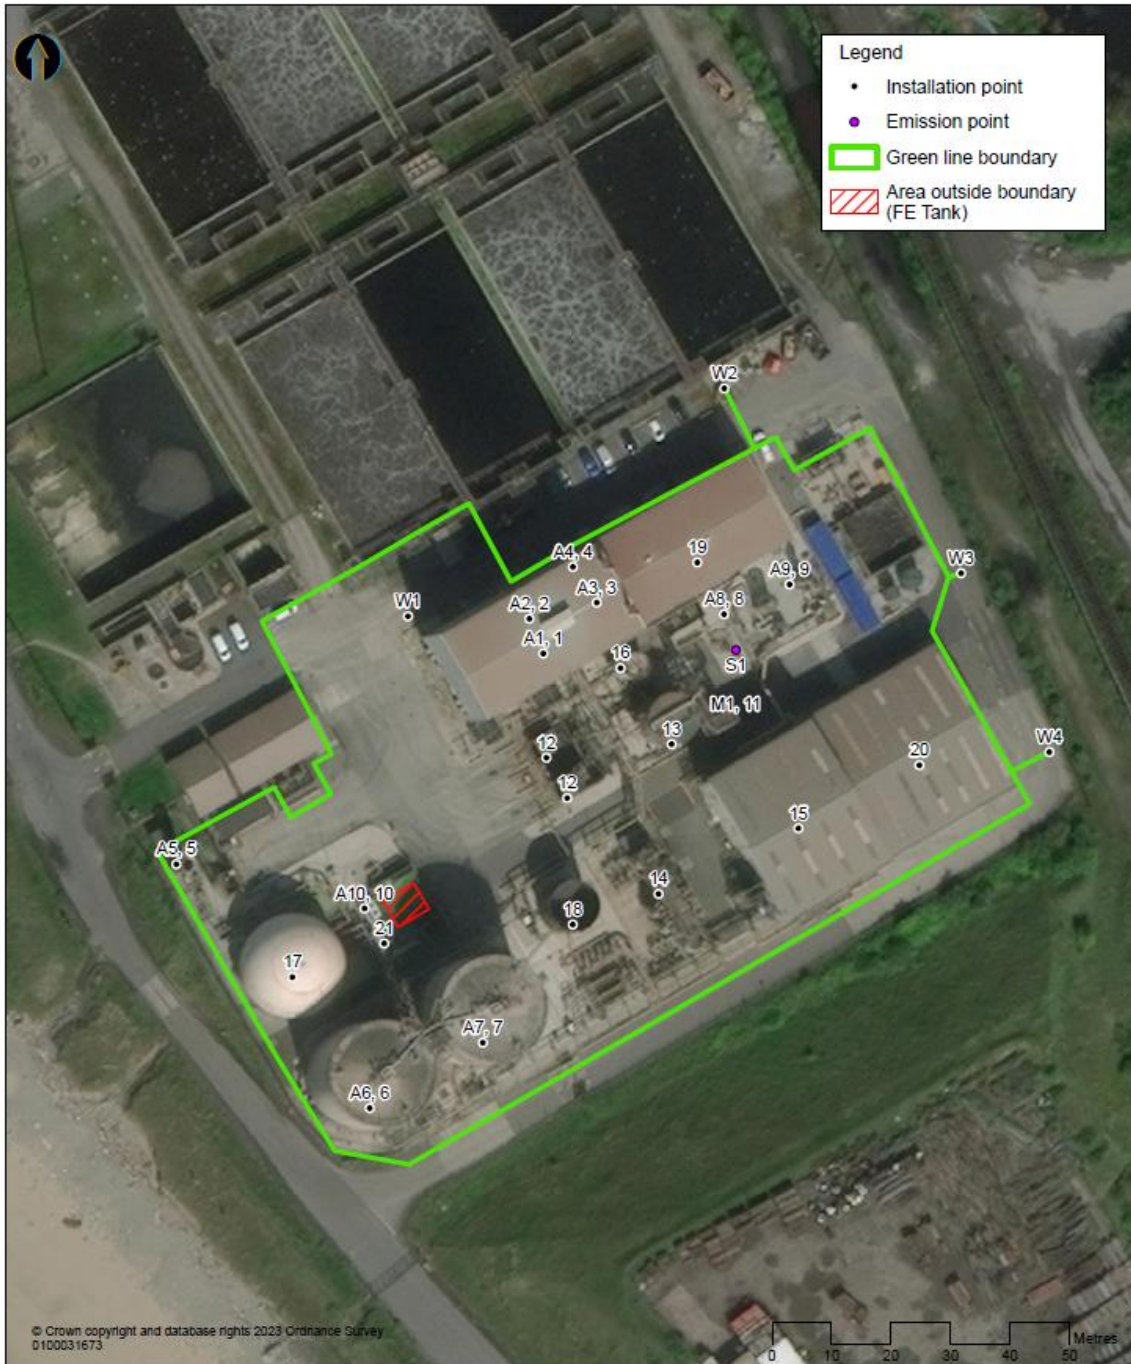 Legend
Installation point
Emission point
Green line boundary
Area outside boundary
(FE Tank)
W2
A4, 4
19
W3
A9, 9
A3, 3
W1
A2, 2
A8, 8
A1, 1
16
S1
M1, 11
13
12
W4
20
12
15
A5, 5
14
A10, 10
18
21
17
A7, 7
A6, 6
© Crown copyright and database rights 2023 Ordnance Survey
0100031673
Metres
0 10 20 30 40 50